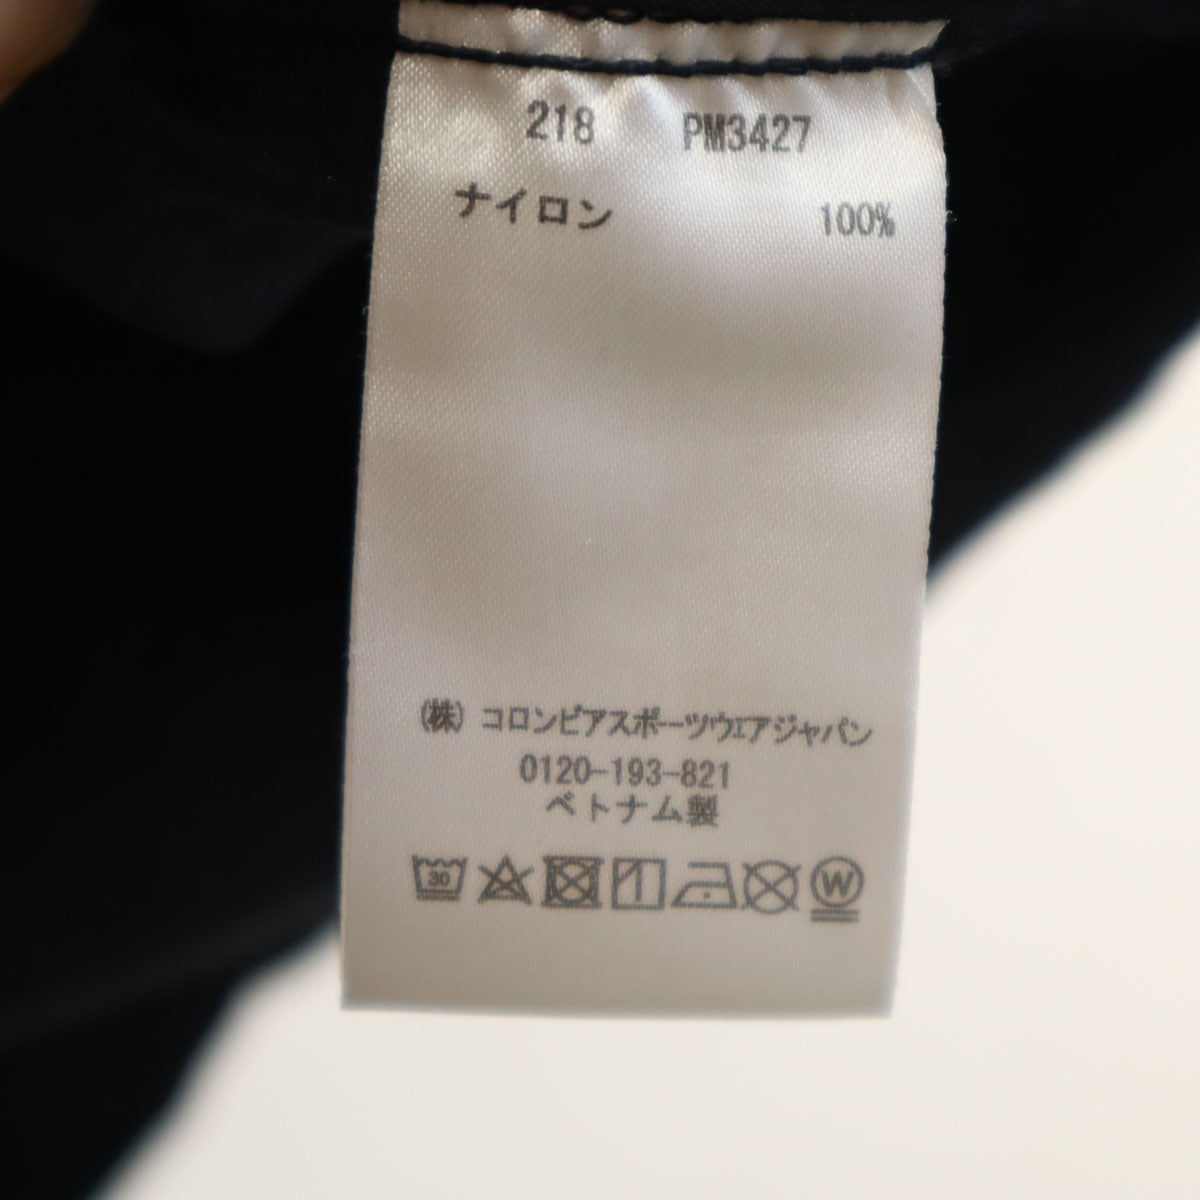 218 PM3427
ナイロン 100%
(株) コロンビアスポーツウエアジャパン
0120-193-821
ベトナム製
30
W